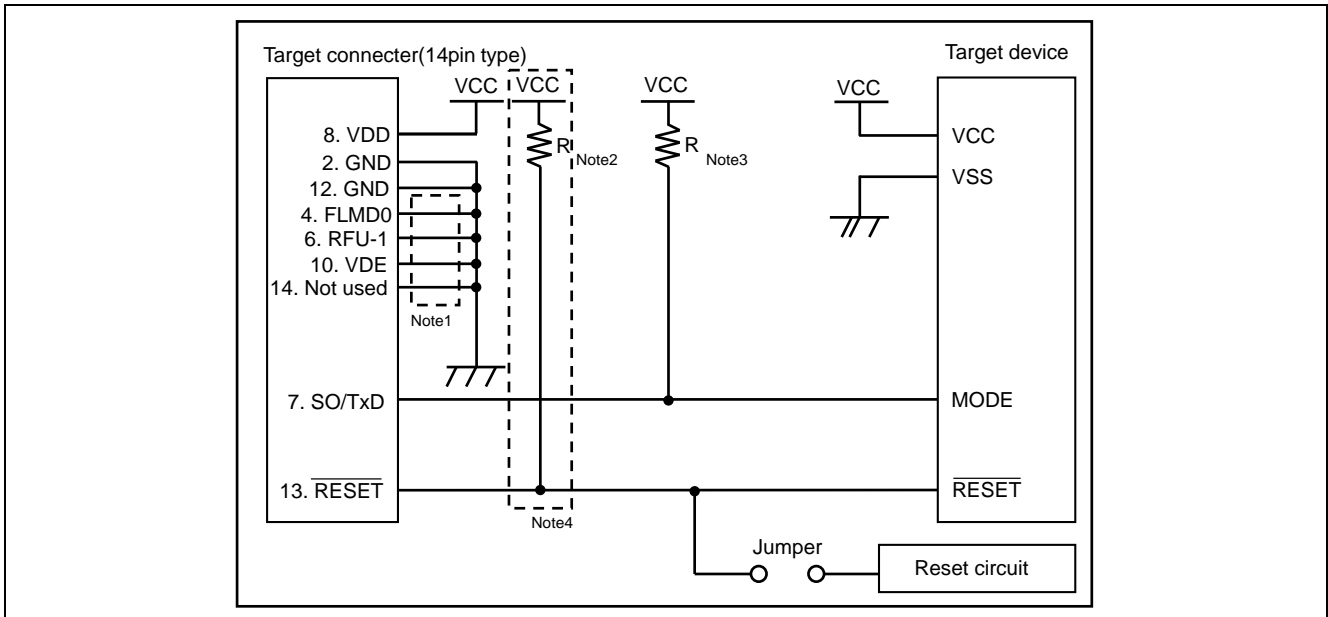 Target connecter(14pin type)
Target device
VCC
VCC
VCC
VCC
8. VDD
2. GND
12. GND
4. FLMD0
6. RFU-1
10. VDE
14. Not used
Note1
R
Note2
R
Note3
VCC
VSS
7. SO/TxD
MODE
13. RESET
RESET
Note4
Jumper
Reset circuit